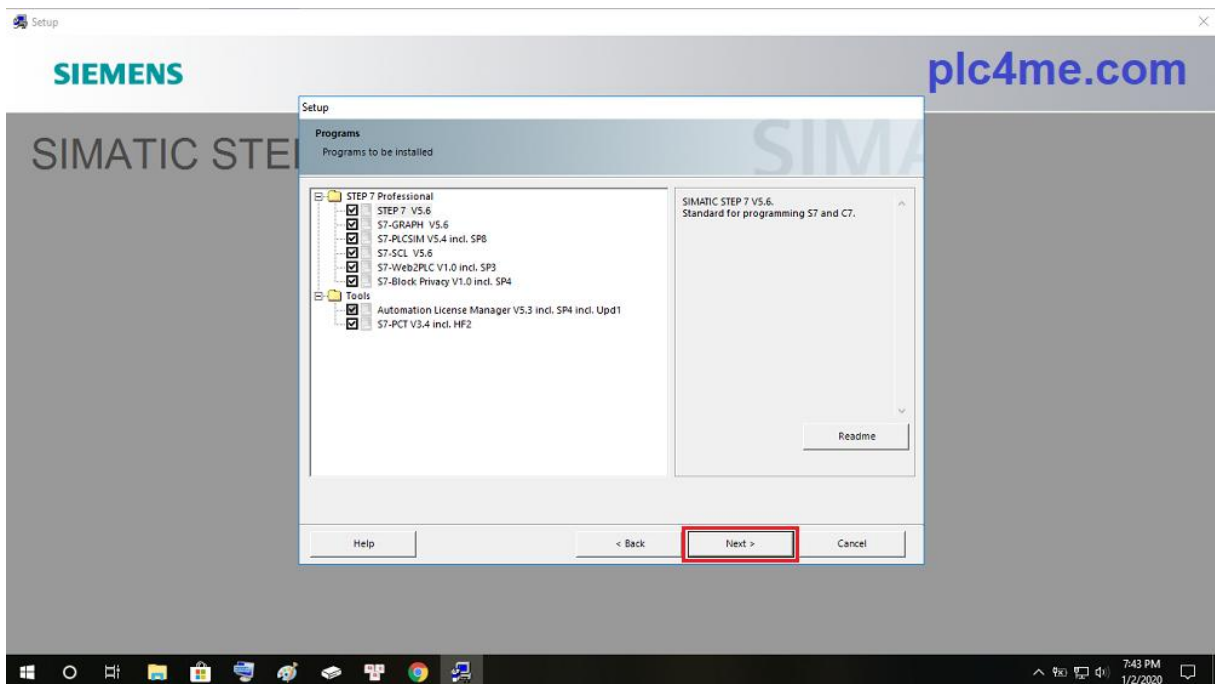 Setup
SIEMENS
plc4me.com
SIMATIC STE
Setup
Programs
Programs to be installed
SIMA
STEP 7 Professional
STEP 7 V5.6
S7-GRAPH V5.6
S7-PLCSIM V5.4 incl. SP8
S7-SCL V5.6
S7-Web2PLC V1.0 incl. SP3
S7-Block Privacy V1.0 incl. SP4
Tools
Automation License Manager V5.3 incl. SP4 incl. Upd1
S7-PCT V3.4 incl. HF2
SIMATIC STEP 7 V5.6.
Standard for programming S7 and C7.
Readme
Help
< Back
Next >
Cancel
7:43 PM
1/2/2020